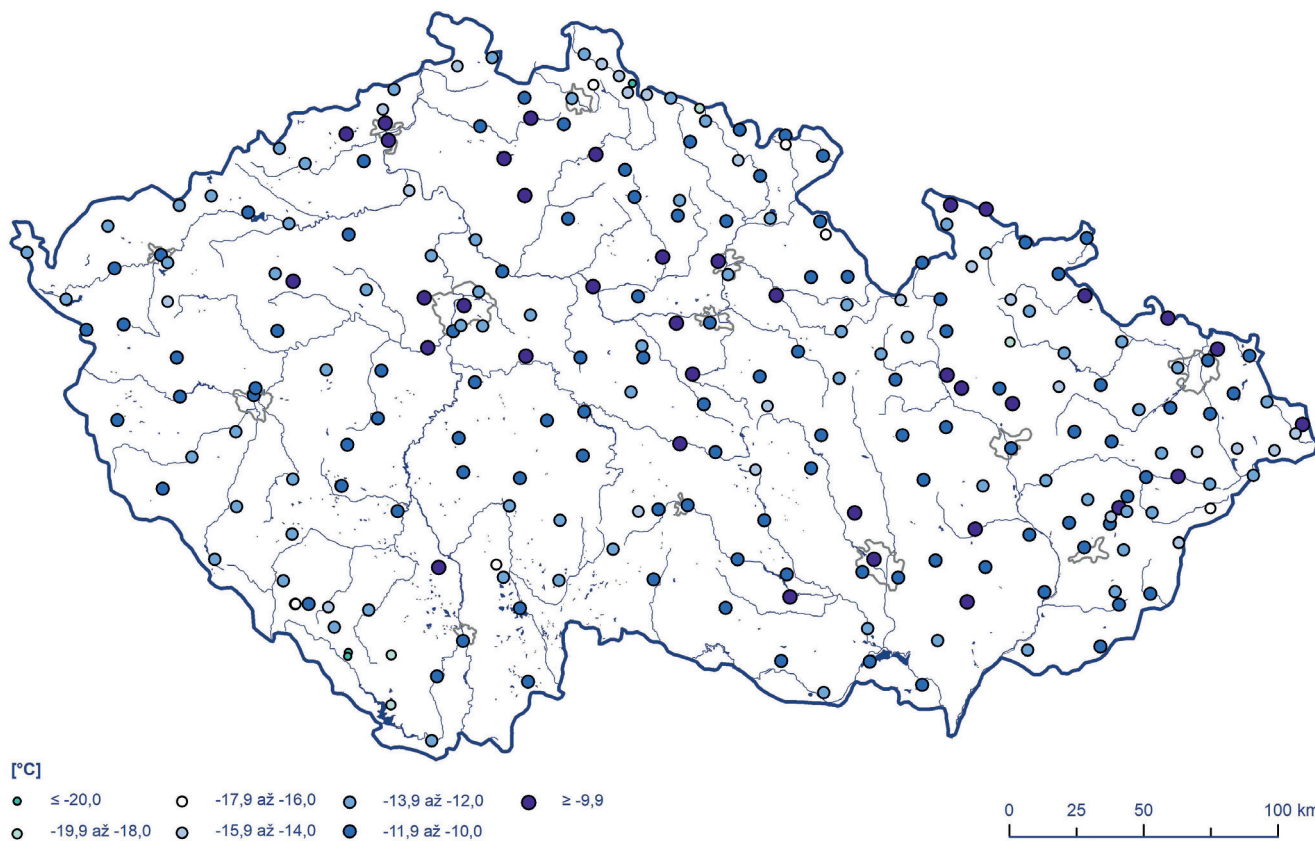 [°C]
≤ -20,0 -17,9 až -16,0 -13,9 až -12,0 ≥ -9,9
-19,9 až -18,0 -15,9 až -14,0 -11,9 až -10,0
0 25 50 100 km